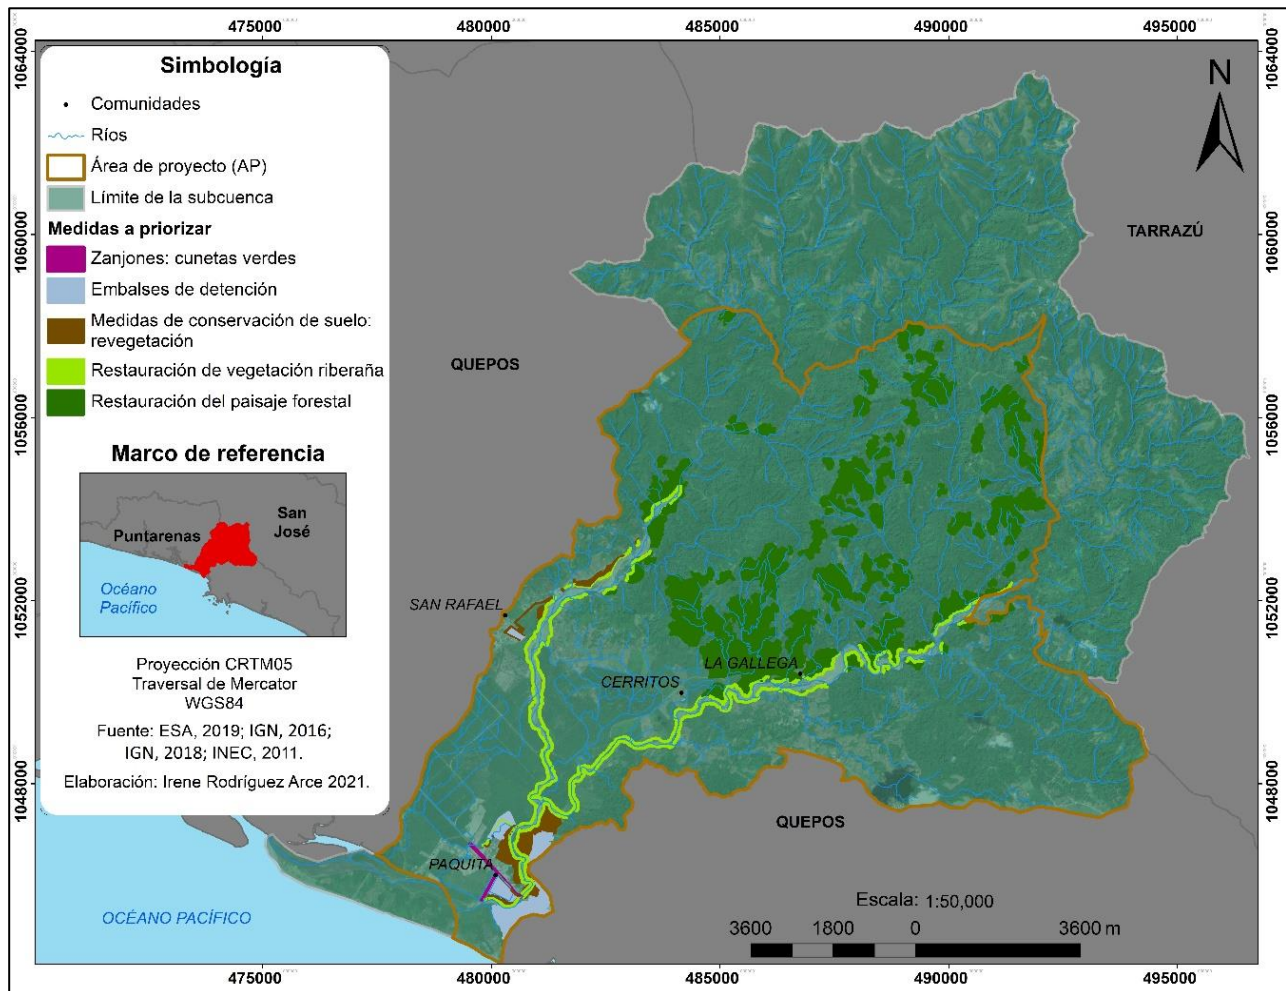 475000
480000
485000
490000
495000
1064000
1060000
1056000
1052000
1048000
1064000
1060000
1056000
1052000
1048000
Simbología
Comunidades
Ríos
Área de proyecto (AP)
Límite de la subcuenca
Medidas a priorizar
Zanjones: cunetas verdes
Embalses de detención
Medidas de conservación de suelo:
revegetación
Restauración de vegetación riberaña
Restauración del paisaje forestal
Marco de referencia
Puntarenas
San
José
Océano
Pacífico
Proyección CRTM05
Traversal de Mercator
WGS84
Fuente: ESA, 2019; IGN, 2016;
IGN, 2018; INEC, 2011.
Elaboración: Irene Rodríguez Arce 2021.
N
TARRAZÚ
QUEPOS
SAN RAFAEL
LA GALLEGA
CERRITOS
QUEPOS
PAQUITA
OCÉANO PACÍFICO
Escala: 1:50,000
3600 1800 0 3600 m
475000
480000
485000
490000
495000